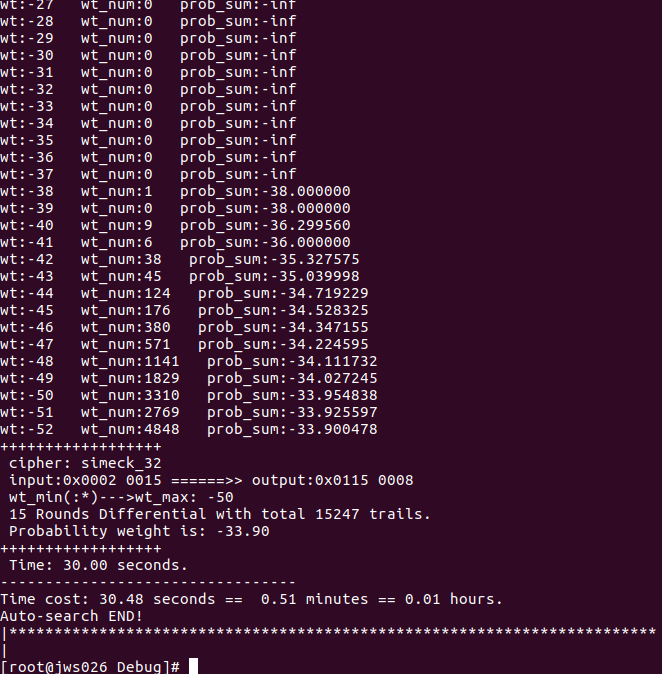 wt:-27   wt_num:0   prob_sum:-inf
wt:-28   wt_num:0   prob_sum:-inf
wt:-29   wt_num:0   prob_sum:-inf
wt:-30   wt_num:0   prob_sum:-inf
wt:-31   wt_num:0   prob_sum:-inf
wt:-32   wt_num:0   prob_sum:-inf
wt:-33   wt_num:0   prob_sum:-inf
wt:-34   wt_num:0   prob_sum:-inf
wt:-35   wt_num:0   prob_sum:-inf
wt:-36   wt_num:0   prob_sum:-inf
wt:-37   wt_num:0   prob_sum:-inf
wt:-38   wt_num:1   prob_sum:-38.000000
wt:-39   wt_num:0   prob_sum:-38.000000
wt:-40   wt_num:9   prob_sum:-36.299560
wt:-41   wt_num:6   prob_sum:-36.000000
wt:-42   wt_num:38   prob_sum:-35.327575
wt:-43   wt_num:45   prob_sum:-35.039998
wt:-44   wt_num:124   prob_sum:-34.719229
wt:-45   wt_num:176   prob_sum:-34.528325
wt:-46   wt_num:380   prob_sum:-34.347155
wt:-47   wt_num:571   prob_sum:-34.224595
wt:-48   wt_num:1141   prob_sum:-34.111732
wt:-49   wt_num:1829   prob_sum:-34.027245
wt:-50   wt_num:3310   prob_sum:-33.954838
wt:-51   wt_num:2769   prob_sum:-33.925597
wt:-52   wt_num:4848   prob_sum:-33.900478
++++++++++++++++++
 cipher: simeck_32
 input:0x0002 0015 ======>> output:0x0115 0008
 wt_min(:*)--->wt_max: -50
 15 Rounds Differential with total 15247 trails.
 Probability weight is: -33.90
++++++++++++++++++
 Time: 30.00 seconds.
---------------------------------
Time cost: 30.48 seconds ==  0.51 minutes == 0.01 hours.
Auto-search END!
|************************************************************************
|
[root@jws026 Debug]#